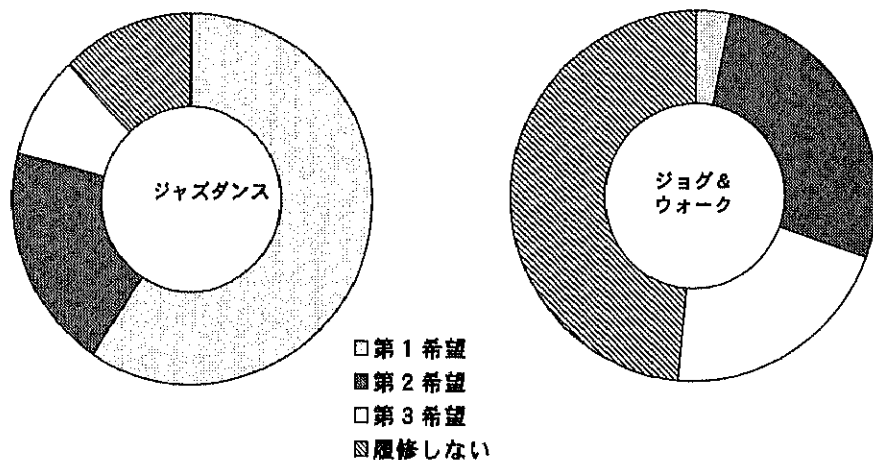 ジャズダンス
ジョグ&
ウォーク
第1希望
第2希望
第3希望
履修しない